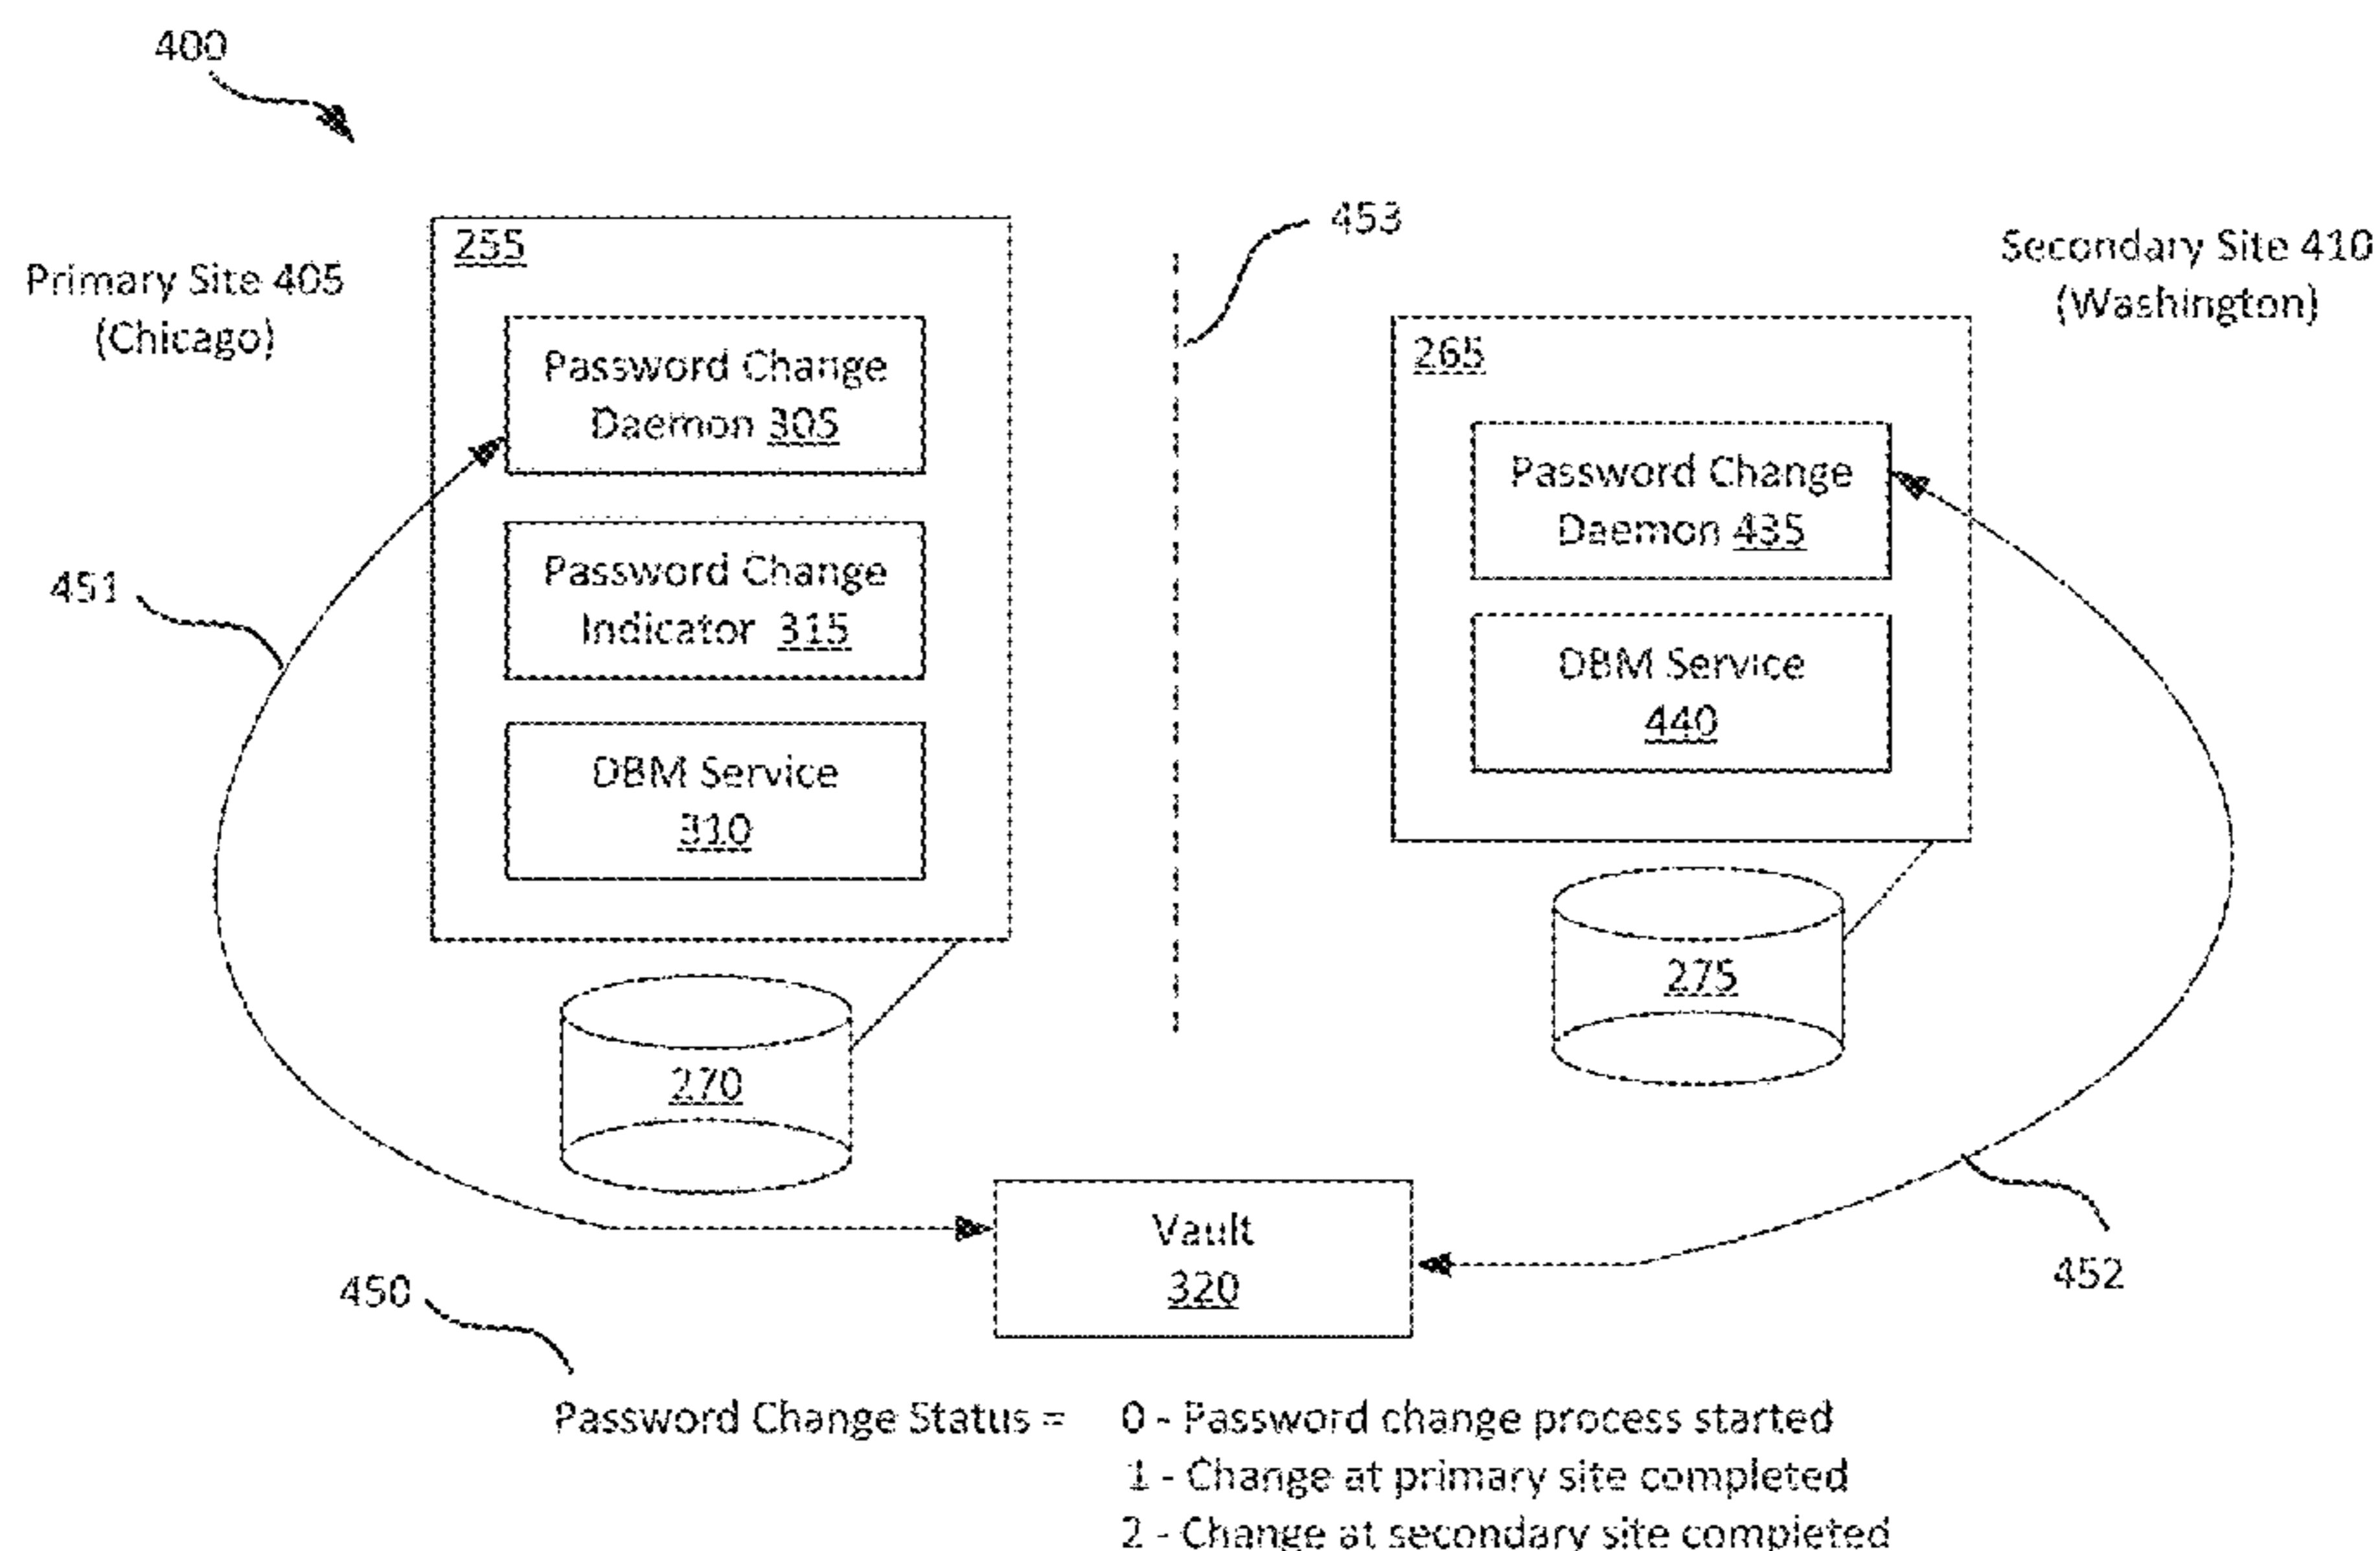 400
453
Primary Site 405
(Chicago)
255
Password Change
Daemon 305
Password Change
Indicator 315
DBM Service
310
451
270
Secondary Site 410
(Washington)
265
Password Change
Daemon 435
DBM Service
440
275
452
Vault
320
450
Password Change Status = 0 - Password change process started
1 - Change at primary site completed
2 - Change at secondary site completed